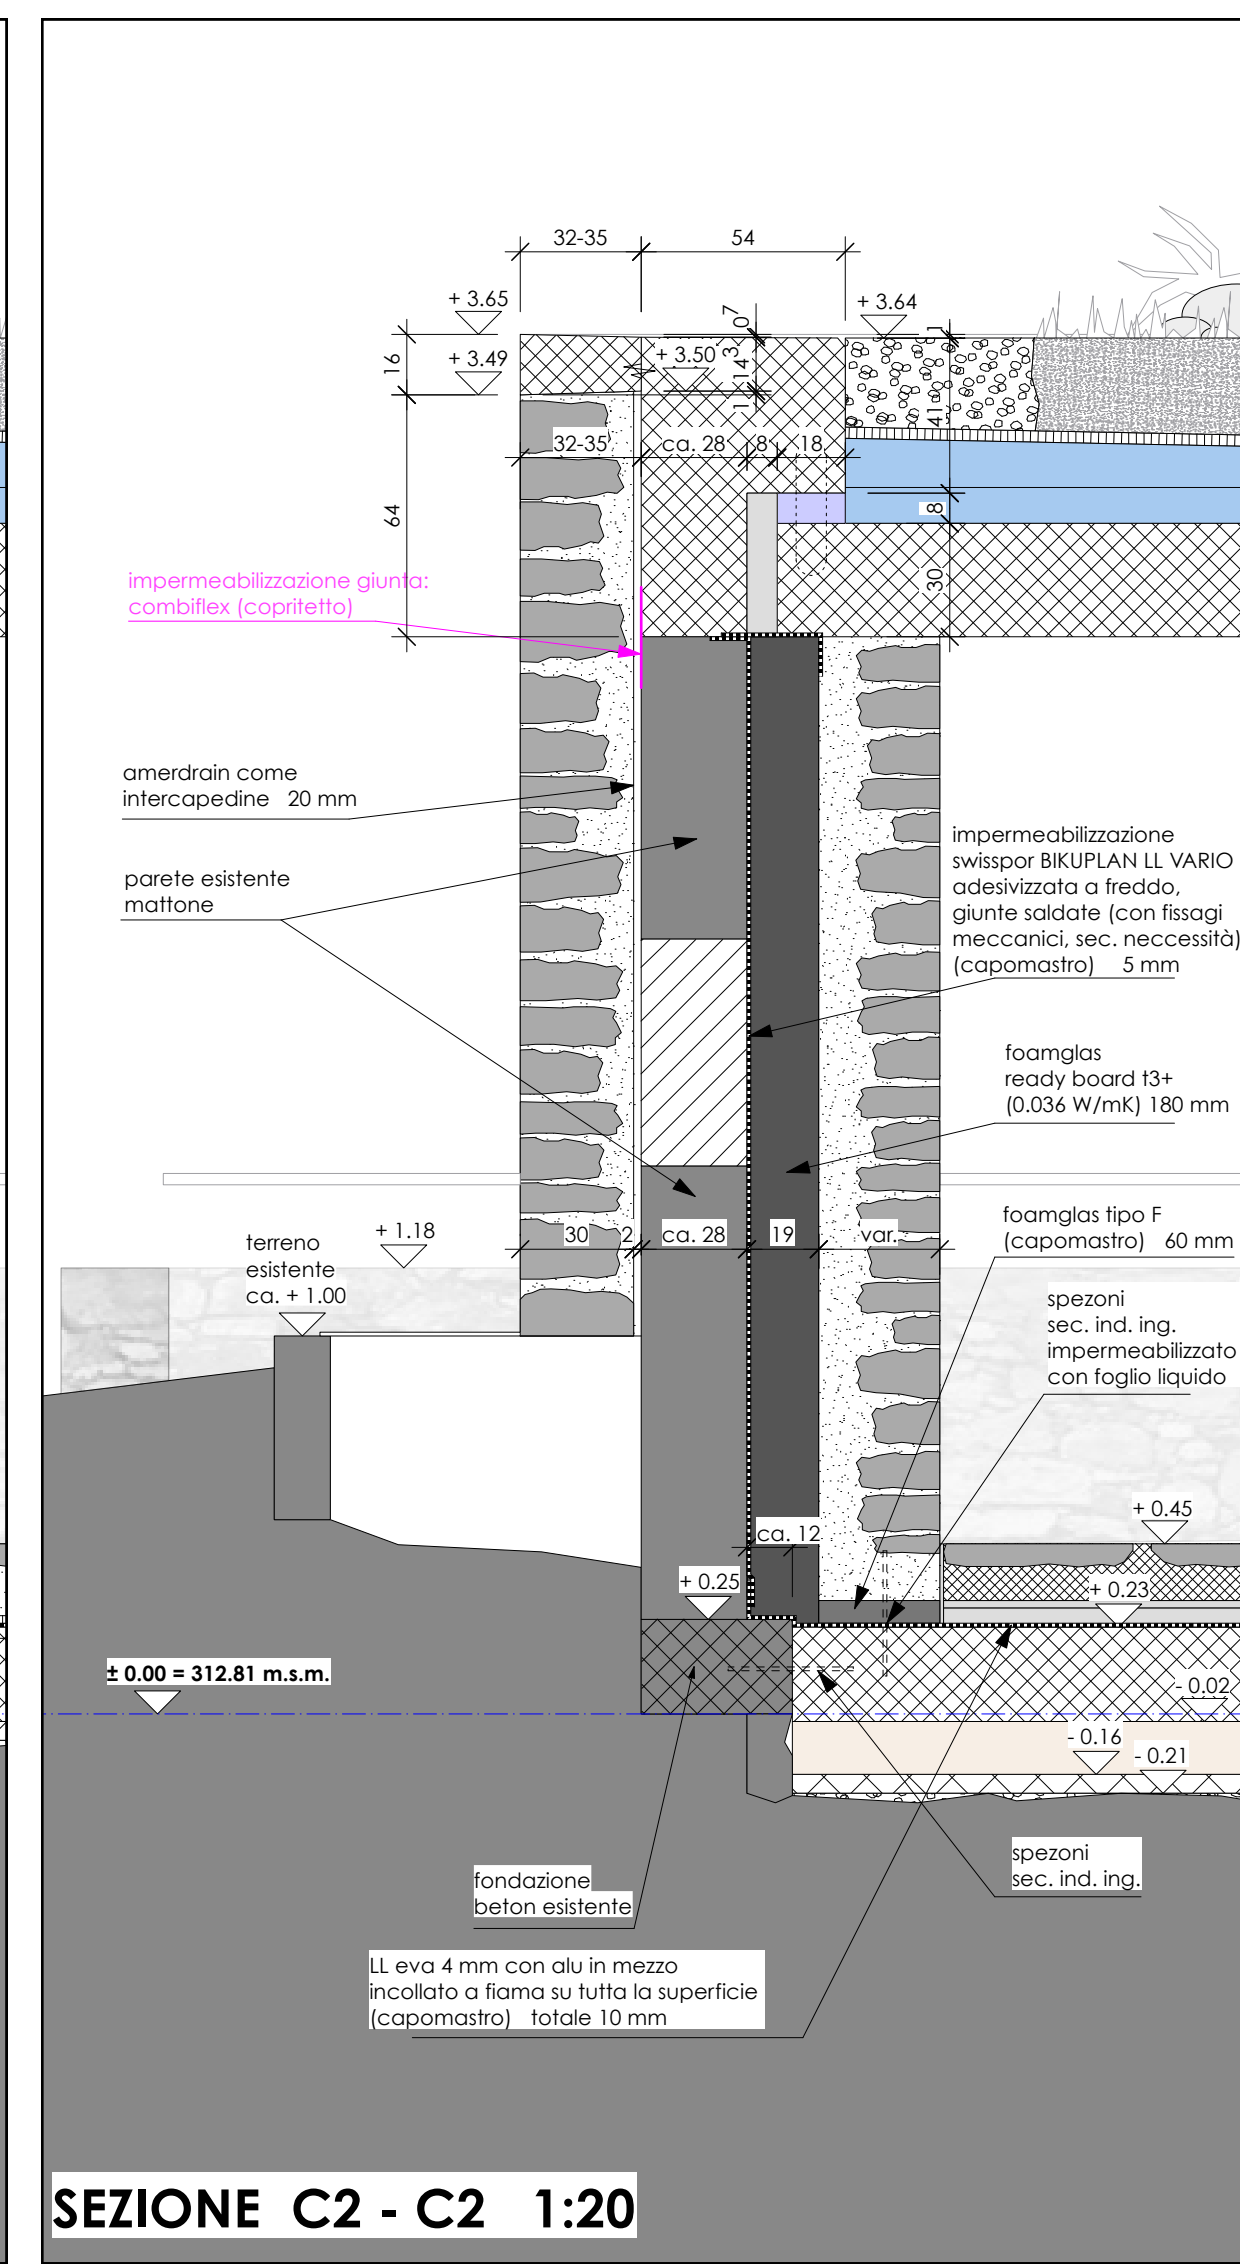 32-35
54
+ 3.65
+ 3.64
16
+ 3.49
+ 3.50
0⁷
14³
1
1
41
32-35
ca. 28
8
18
64
8
30
impermeabilizzazione giunta:
combiflex (copritetto)
amerdrain come
intercapedine 20 mm
parete esistente
mattone
impermeabilizzazione
swisspor BIKUPLAN LL VARIO
adesivizzata a freddo,
giunte saldate (con fissagi
meccanici, sec. neccessità)
(capomastro) 5 mm
foamglas
ready board t3+
(0.036 W/mK) 180 mm
foamglas tipo F
(capomastro) 60 mm
30
2
ca. 28
19
var.
+ 1.18
terreno
esistente
ca. + 1.00
spezoni
sec. ind. ing.
impermeabilizzato
con foglio liquido
ca. 12
+ 0.45
+ 0.25
+ 0.23
± 0.00 = 312.81 m.s.m.
- 0.02
- 0.16
- 0.21
spezoni
sec. ind. ing.
fondazione
beton esistente
LL eva 4 mm con alu in mezzo
incollato a fiama su tutta la superficie
(capomastro) totale 10 mm
SEZIONE C2 - C2 1:20